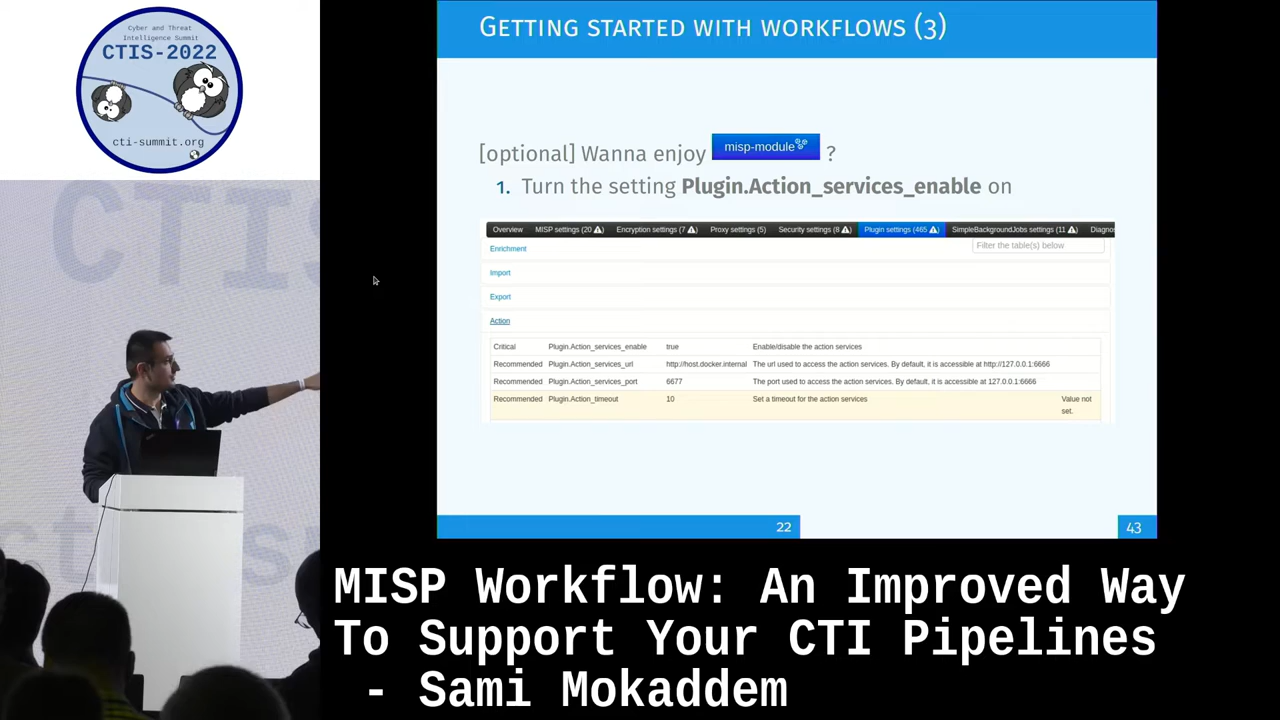 Cyber and Threat
Intelligence Summit
CTIS-2022
cti-summit.org
GETTING STARTED WITH WORKFLOWS (3)
[optional] Wanna enjoy misp-module ?
1. Turn the setting Plugin.Action_services_enable on
Overview MISP settings (20 ) Encryption settings (7 ) Proxy settings (5) Security settings (8 ) Plugin settings (465 ) SimpleBackgroundJobs settings (11 ) Diagnos
Enrichment
Filter the table(s) below
Import
Export
Action
Critical Plugin.Action_services_enable true Enable/disable the action services
Recommended Plugin.Action_services_url http://host.docker.internal The url used to access the action services. By default, it is accessible at http://127.0.0.1:6666
Recommended Plugin.Action_services_port 6677 The port used to access the action services. By default, it is accessible at 127.0.0.1:6666
Recommended Plugin.Action_timeout 10 Set a timeout for the action services Value not
set.
22 43
CTIS
MISP Workflow: An Improved Way
To Support Your CTI Pipelines
- Sami Mokaddem